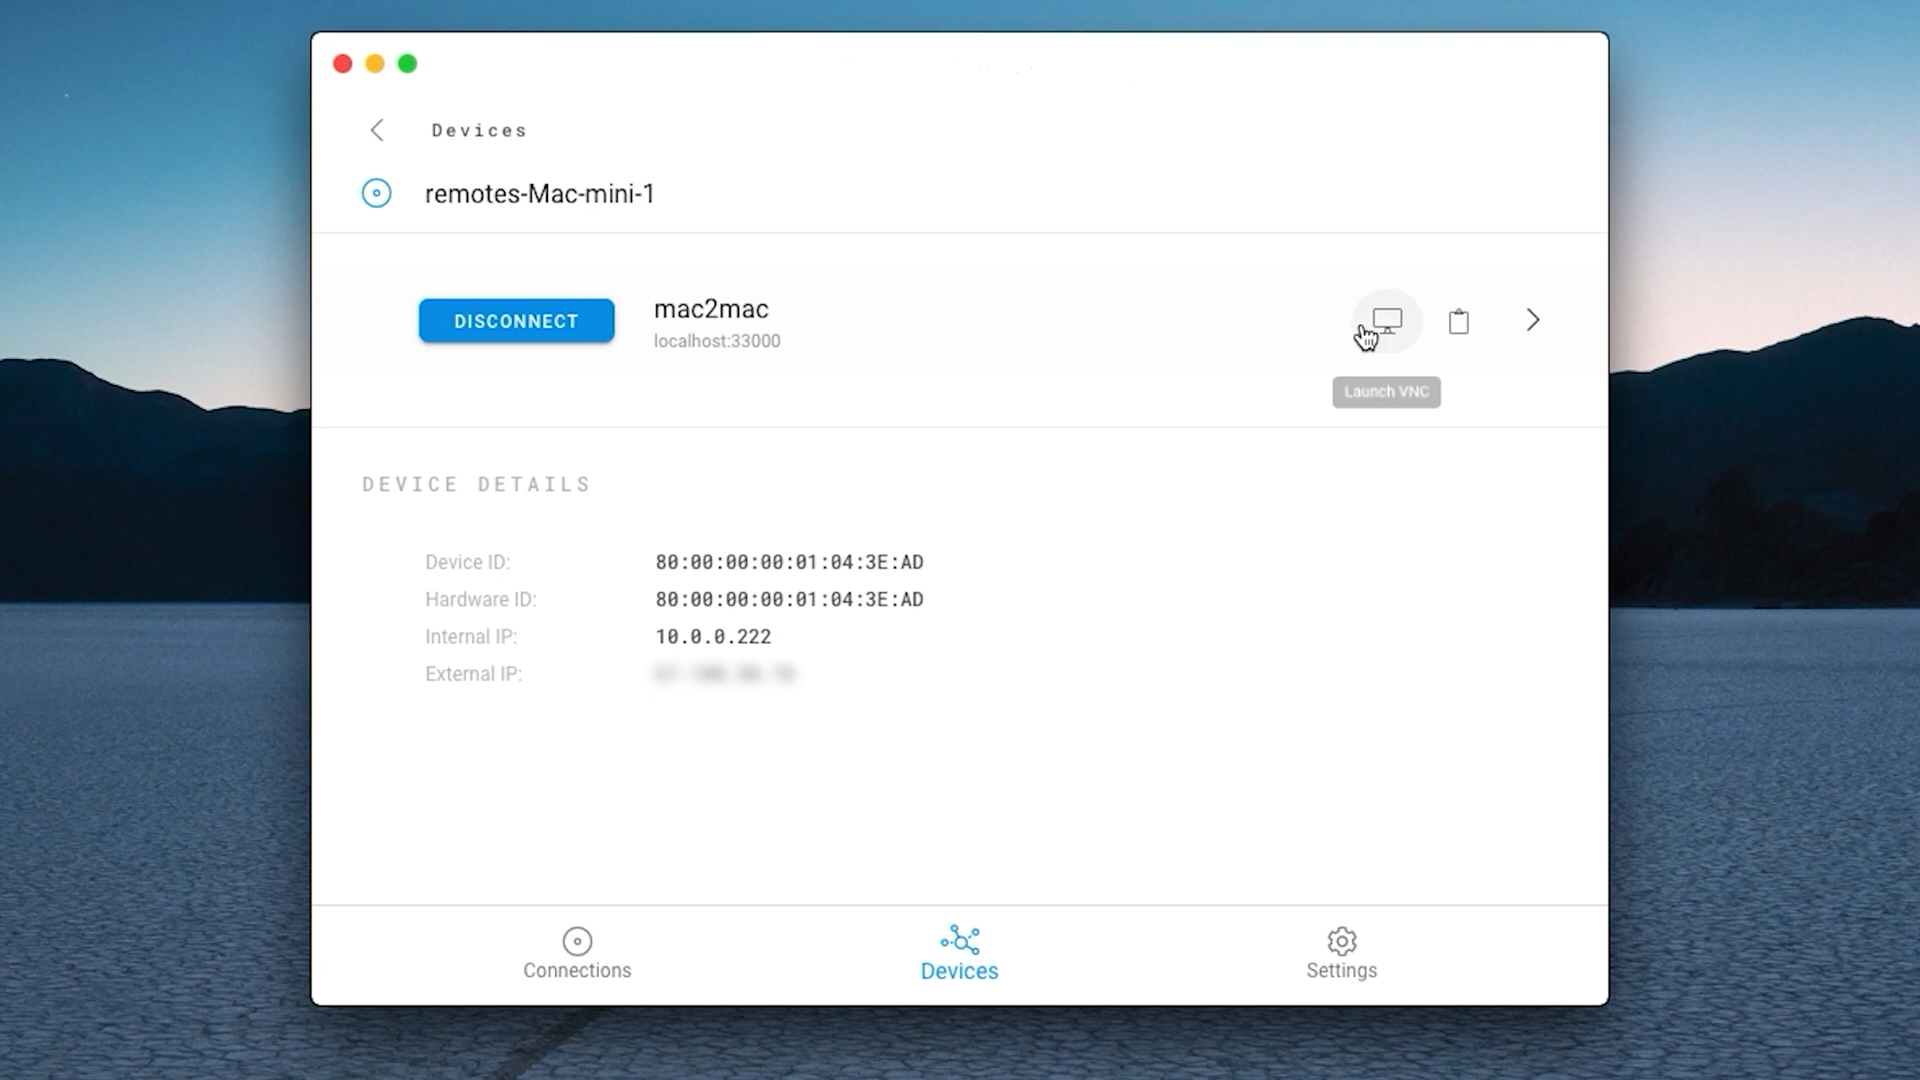 Devices
remotes-Mac-mini-1
DISCONNECT
mac2mac
localhost:33000
Launch VNC
DEVICE DETAILS
Device ID: 80:00:00:00:01:04:3E:AD
Hardware ID: 80:00:00:00:01:04:3E:AD
Internal IP: 10.0.0.222
External IP:
Connections
Devices
Settings